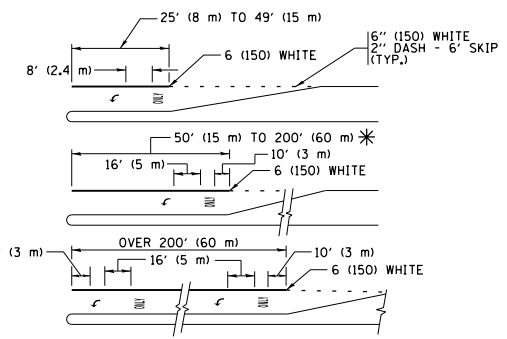 25' (8 m) TO 49' (15 m)
6 (150) WHITE
6'' (150) WHITE
2'' DASH - 6' SKIP
(TYP.)
8' (2.4 m)
ONLY
50' (15 m) TO 200' (60 m) *
16' (5 m)
10' (3 m)
6 (150) WHITE
ONLY
OVER 200' (60 m)
' (3 m)
16' (5 m)
10' (3 m)
6 (150) WHITE
ONLY
ONLY